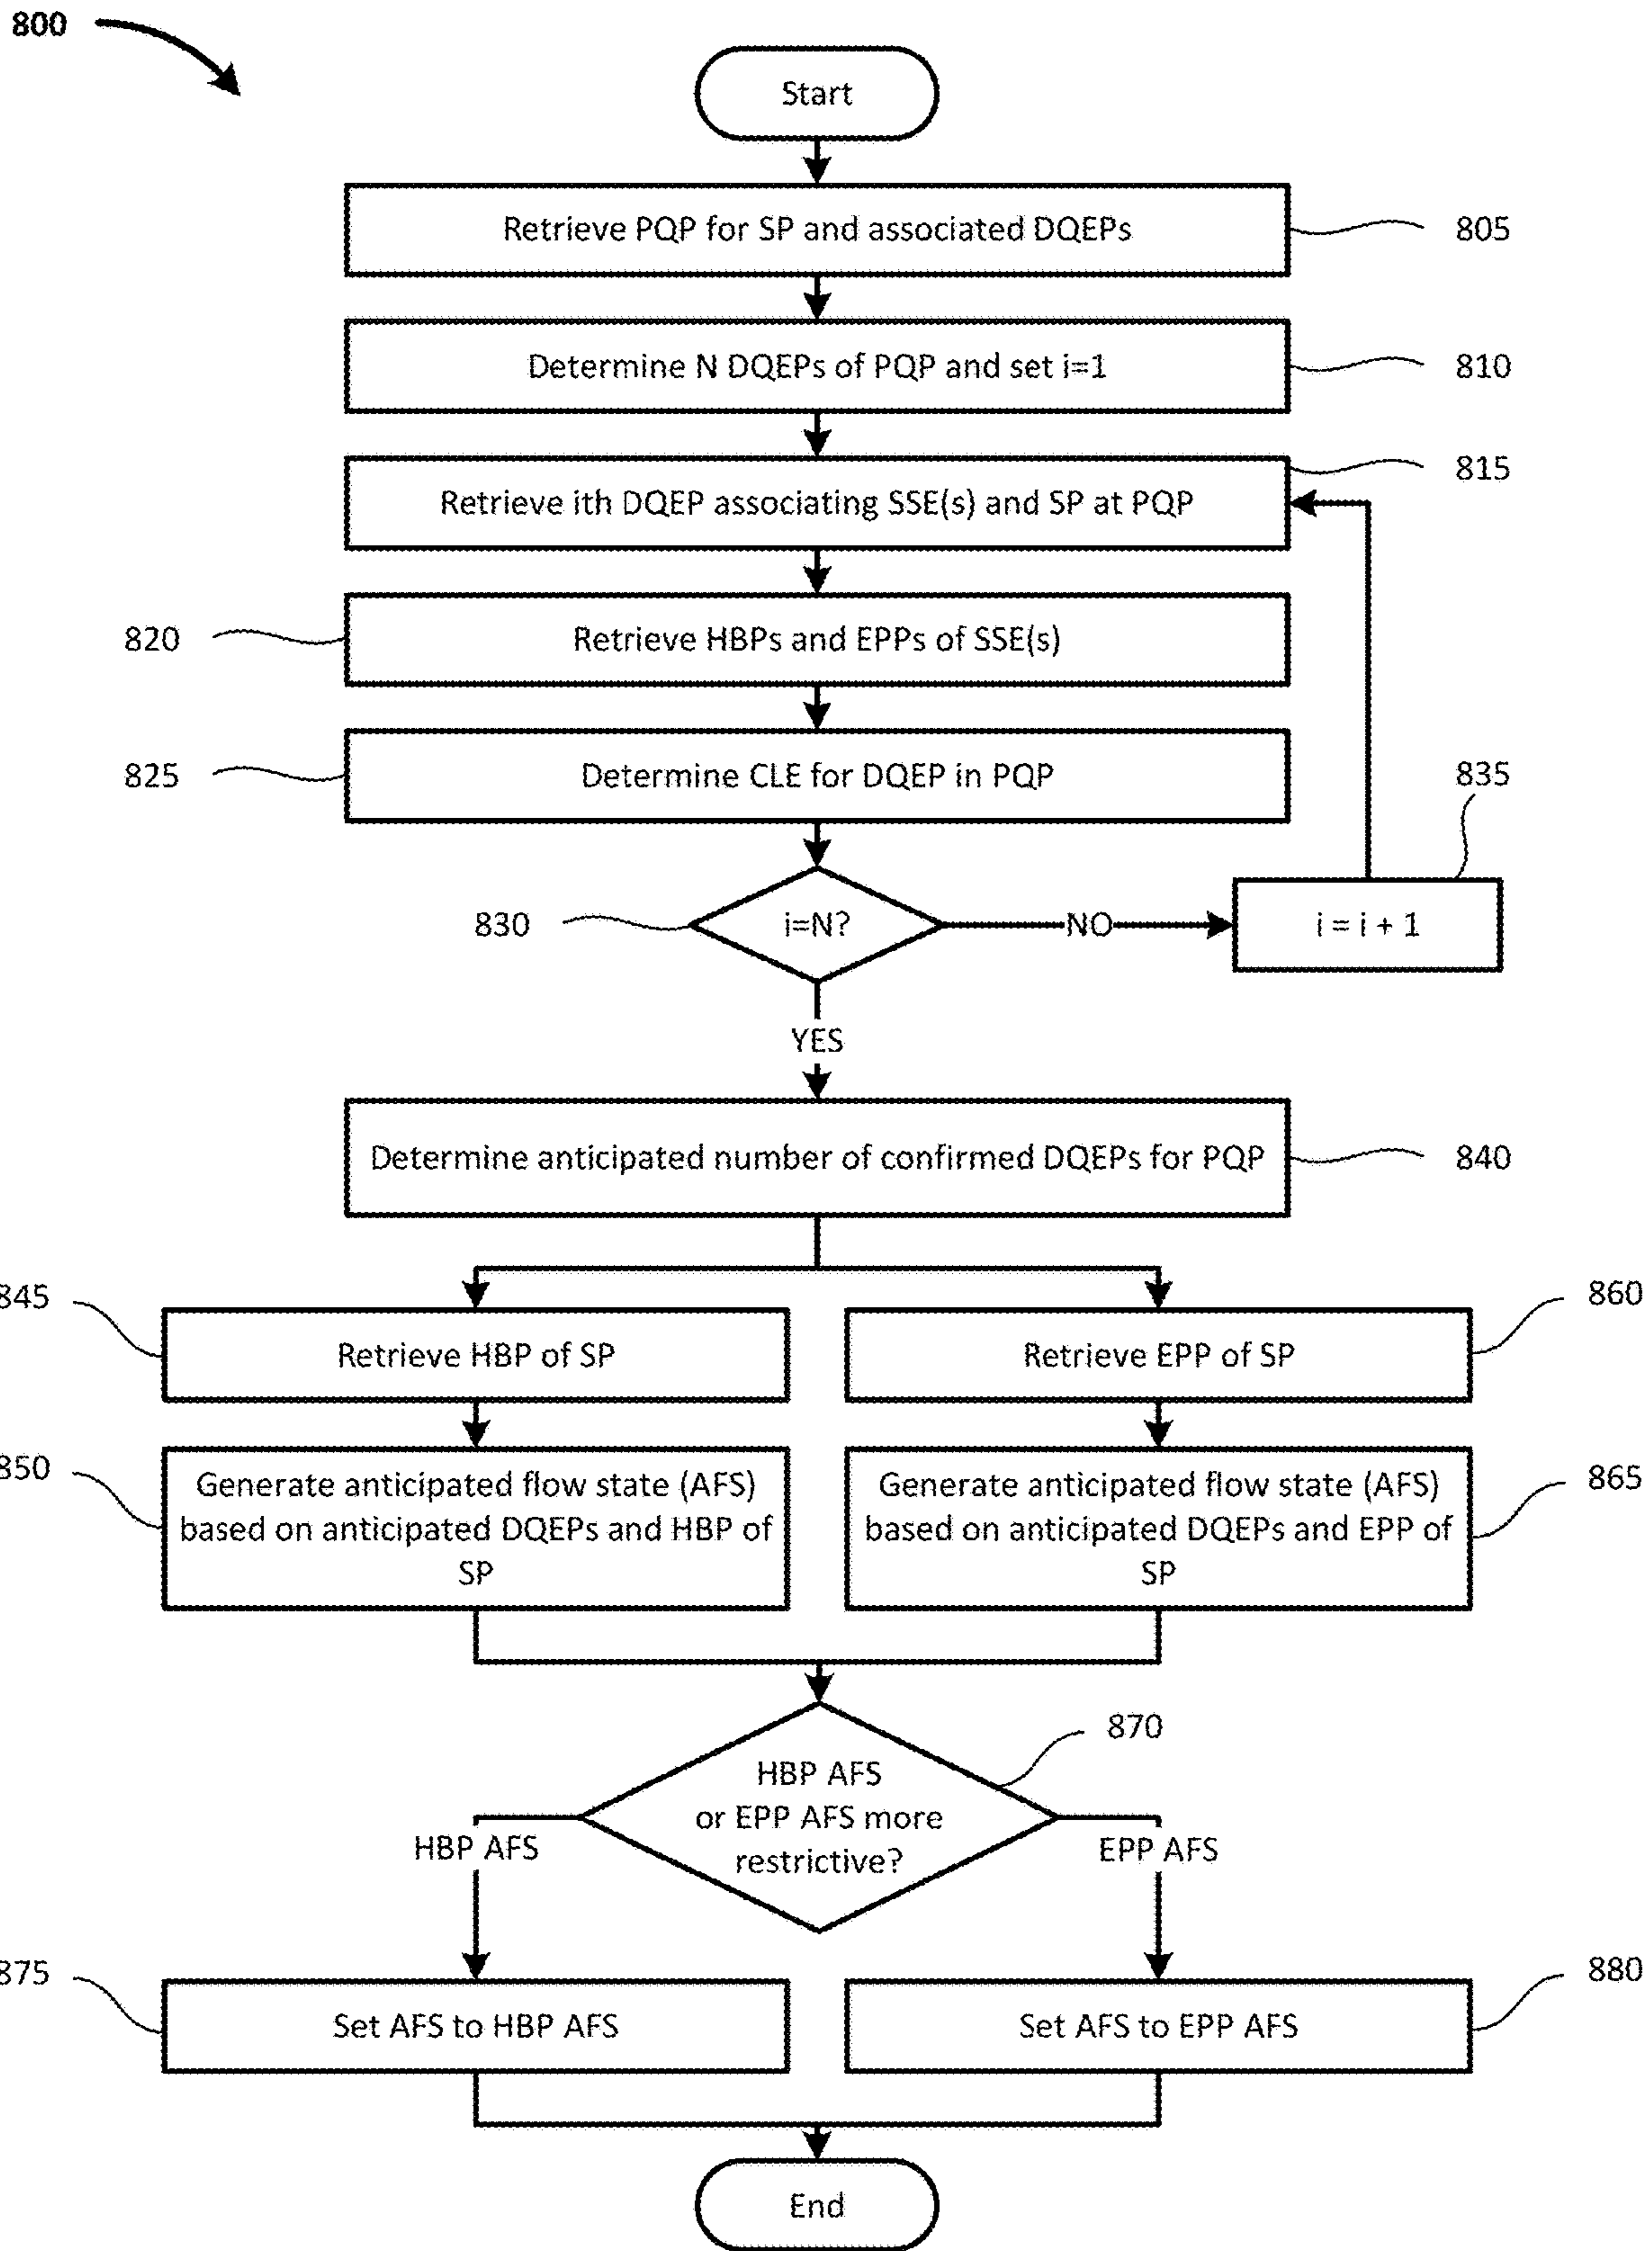 800
Start
Retrieve PQP for SP and associated DQEPs
805
Determine N DQEPs of PQP and set i=1
810
815
Retrieve ith DQEP associating SSE(s) and SP at PQP
820
Retrieve HBPs and EPPs of SSE(s)
825
Determine CLE for DQEP in PQP
835
830
i=N?
NO
i = i + 1
YES
Determine anticipated number of confirmed DQEPs for PQP
840
845
860
Retrieve HBP of SP
Retrieve EPP of SP
850
865
Generate anticipated flow state (AFS)
based on anticipated DQEPs and HBP of
SP
Generate anticipated flow state (AFS)
based on anticipated DQEPs and EPP of
SP
870
HBP AFS
or EPP AFS more
restrictive?
HBP AFS
EPP AFS
875
880
Set AFS to HBP AFS
Set AFS to EPP AFS
End